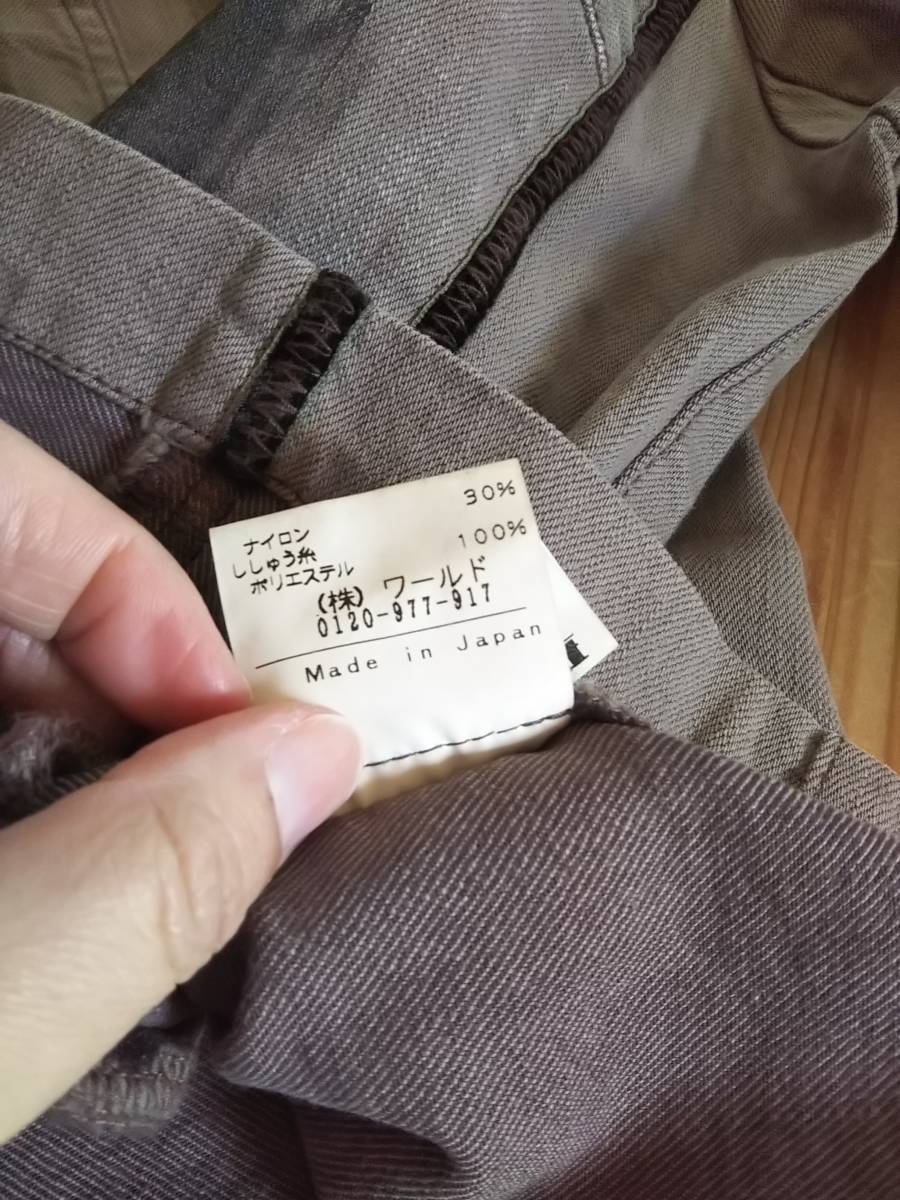 ナイロン 30%
ししゅう糸
ポリエステル 100%
(株) ワールド
0120-977-917
Made in Japan